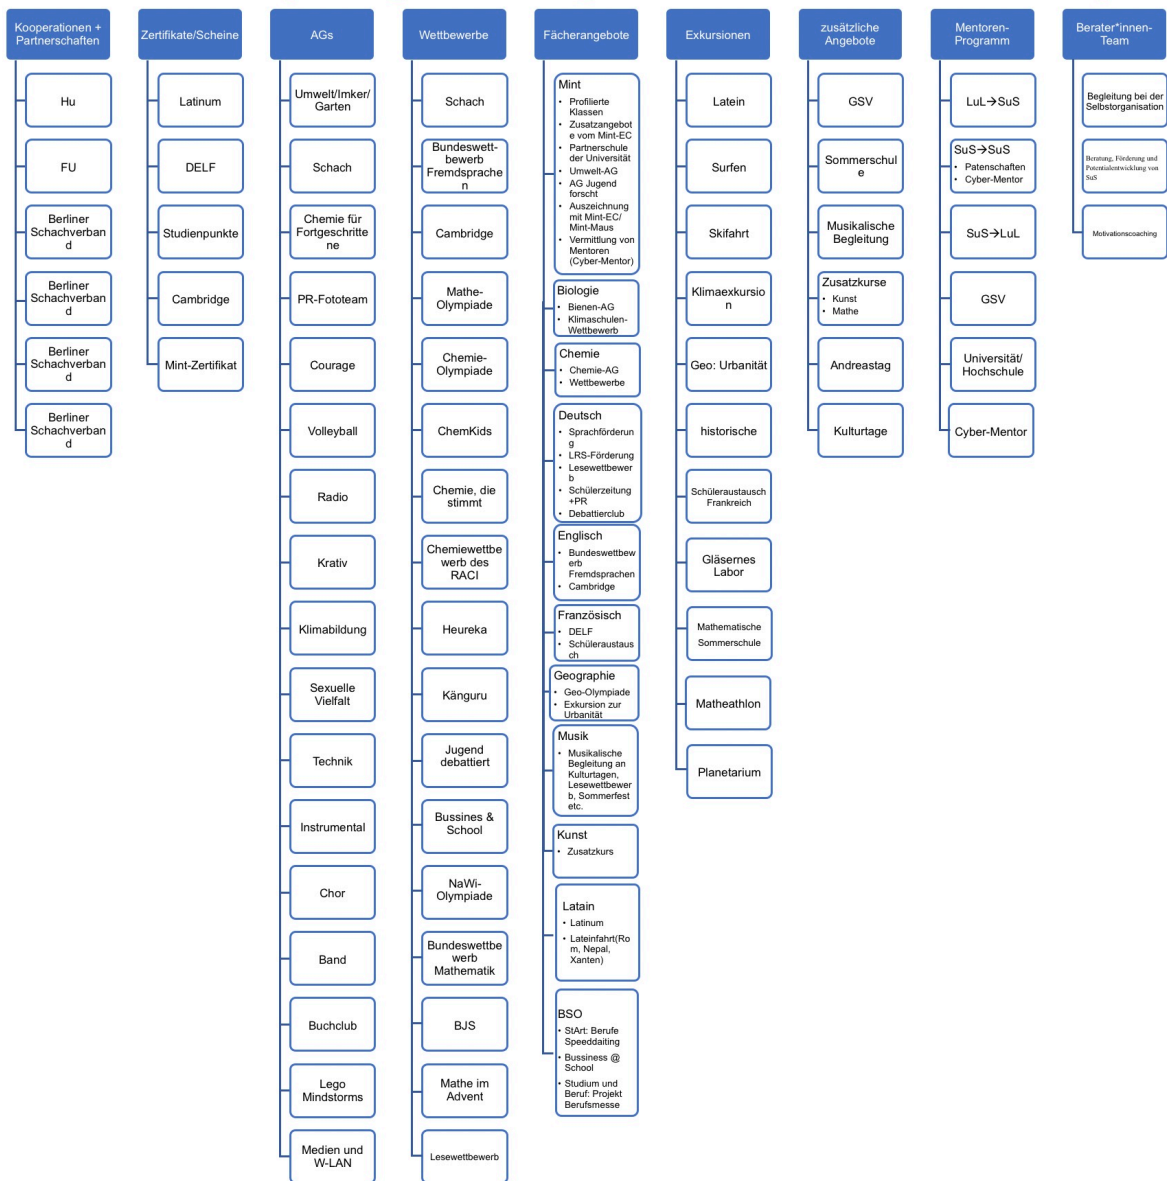 Kooperationen +
Partnerschaften
Hu
FU
Berliner
Schachverban
d
Berliner
Schachverban
d
Berliner
Schachverban
d
Berliner
Schachverban
d
Zertifikate/Scheine
Latinum
DELF
Studienpunkte
Cambridge
Mint-Zertifikat
AGs
Umwelt/Imker/
Garten
Schach
Chemie für
Fortgeschritte
ne
PR-Fototeam
Courage
Volleyball
Radio
Krativ
Klimabildung
Sexuelle
Vielfalt
Technik
Instrumental
Chor
Band
Buchclub
Lego
Mindstorms
Medien und
W-LAN
Wettbewerbe
Schach
Bundeswett-
bewerb
Fremdsprache
n
Cambridge
Mathe-
Olympiade
Chemie-
Olympiade
ChemKids
Chemie, die
stimmt
Chemiewettbe
werb des
RACI
Heureka
Känguru
Jugend
debattiert
Bussines &
School
NaWi-
Olympiade
Bundeswettbe
werb
Mathematik
BJS
Mathe im
Advent
Lesewettbewerb
Fächerangebote
Mint
• Profilierte
Klassen
• Zusatzangebot
e vom Mint-EC
• Partnerschule
der Universität
• Umwelt-AG
• AG Jugend
forscht
• Auszeichnung
mit Mint-EC/
Mint-Maus
• Vermittlung von
Mentoren
(Cyber-Mentor)
Biologie
• Bienen-AG
• Klimaschulen-
Wettbewerb
Chemie
• Chemie-AG
• Wettbewerbe
Deutsch
• Sprachförderun
g
• LRS-Förderung
• Lesewettbewer
b
• Schülerzeitung
+PR
• Debattierclub
Englisch
• Bundeswettbew
erb
Fremdsprachen
• Cambridge
Französisch
• DELF
• Schüleraustaus
ch
Geographie
• Geo-Olympiade
• Exkursion zur
Urbanität
Musik
• Musikalische
Begleitung an
Kulturtagen,
Lesewettbewer
b, Sommerfest
etc.
Kunst
• Zusatzkurs
Latain
• Latinum
• Lateinfahrt(Ro
m, Nepal,
Xanten)
BSO
• StArt: Berufe
Speeddaiting
• Bussiness @
School
• Studium und
Beruf: Projekt
Berufsmesse
Exkursionen
Latein
Surfen
Skifahrt
Klimaexkursio
n
Geo: Urbanität
historische
Schüleraustausch
Frankreich
Gläsernes
Labor
Mathematische
Sommerschule
Matheathlon
Planetarium
zusätzliche
Angebote
GSV
Sommerschul
e
Musikalische
Begleitung
Zusatzkurse
• Kunst
• Mathe
Andreastag
Kulturtage
Mentoren-
Programm
LuL→SuS
SuS→SuS
• Patenschaften
• Cyber-Mentor
SuS→LuL
GSV
Universität/
Hochschule
Cyber-Mentor
Berater*innen-
Team
Begleitung bei der
Selbstorganisation
Beratung, Förderung und
Potentialentwicklung von
SuS
Motivationscoaching